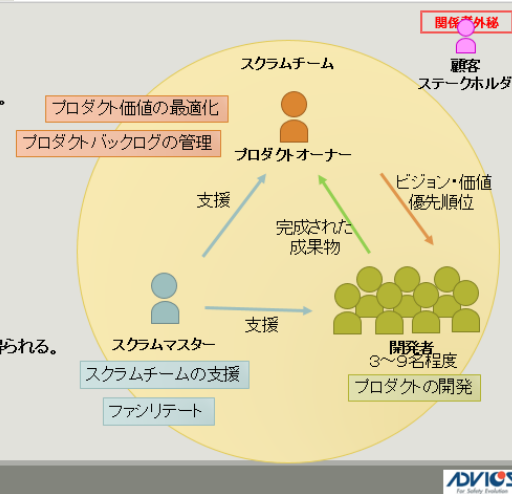 関係者外秘
スクラムチーム
顧客
ステークホルダ
。
プロダクト価値の最適化
プロダクトバックログの管理
プロダクトオーナー
支援
ビジョン・価値
優先順位
完成された
成果物
支援
得られる。
スクラムマスター
開発者
3～9名程度
スクラムチームの支援
プロダクトの開発
ファシリテート
ADVICS
For Safety Evolution